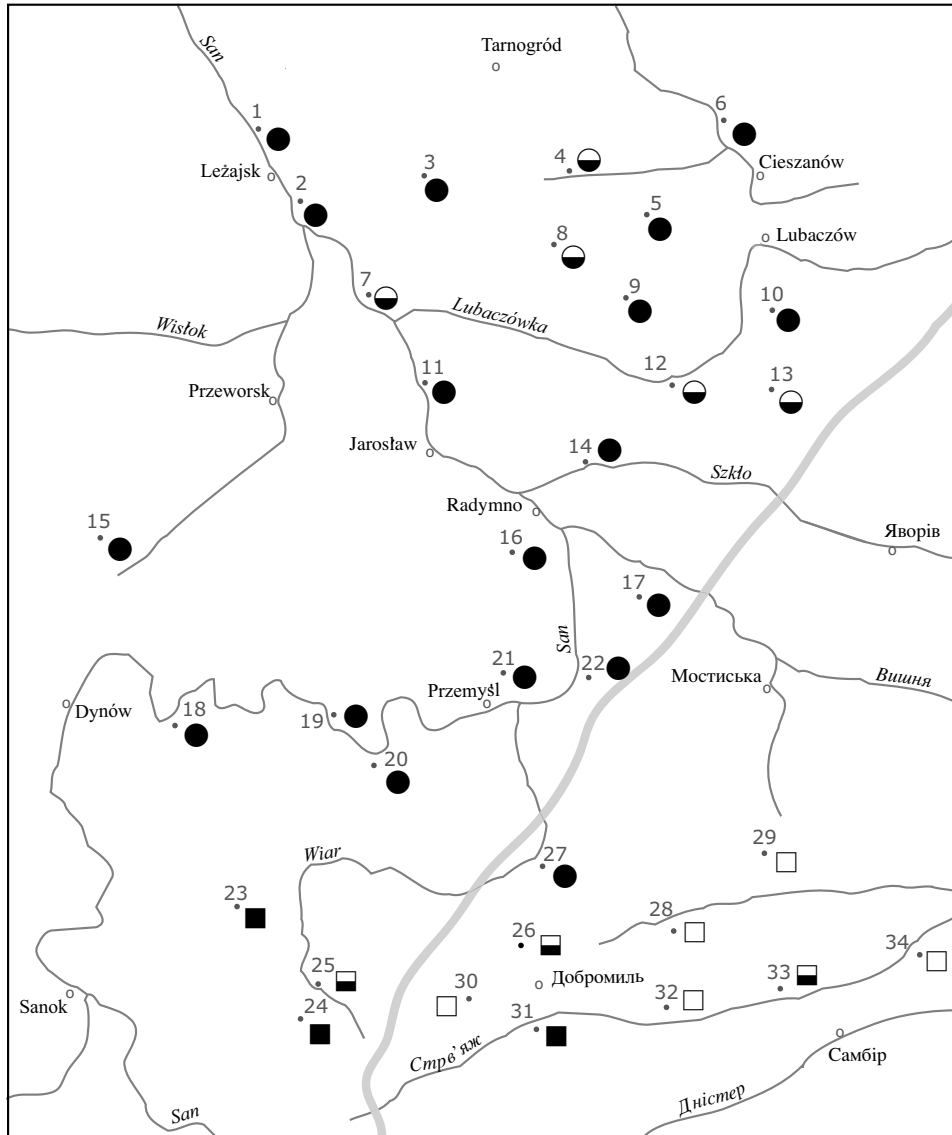 San
Tarnogród
6
1
3
4
Cieszanów
Leżajsk
2
5
8
Lubaczów
7
9
10
Lubaczówka
Wisłok
12
13
11
Przeworsk
14
Jarosław
Szkło
Radymno
15
16
Яворів
17
San
21
22
Przemyśl
Мостиська
Вишня
Dynów
18
19
20
Wiar
27
29
23
28
26
34
25
33
30
Добромиль
Sanok
24
32
31
Стрв'яж
Самбір
San
Дністер